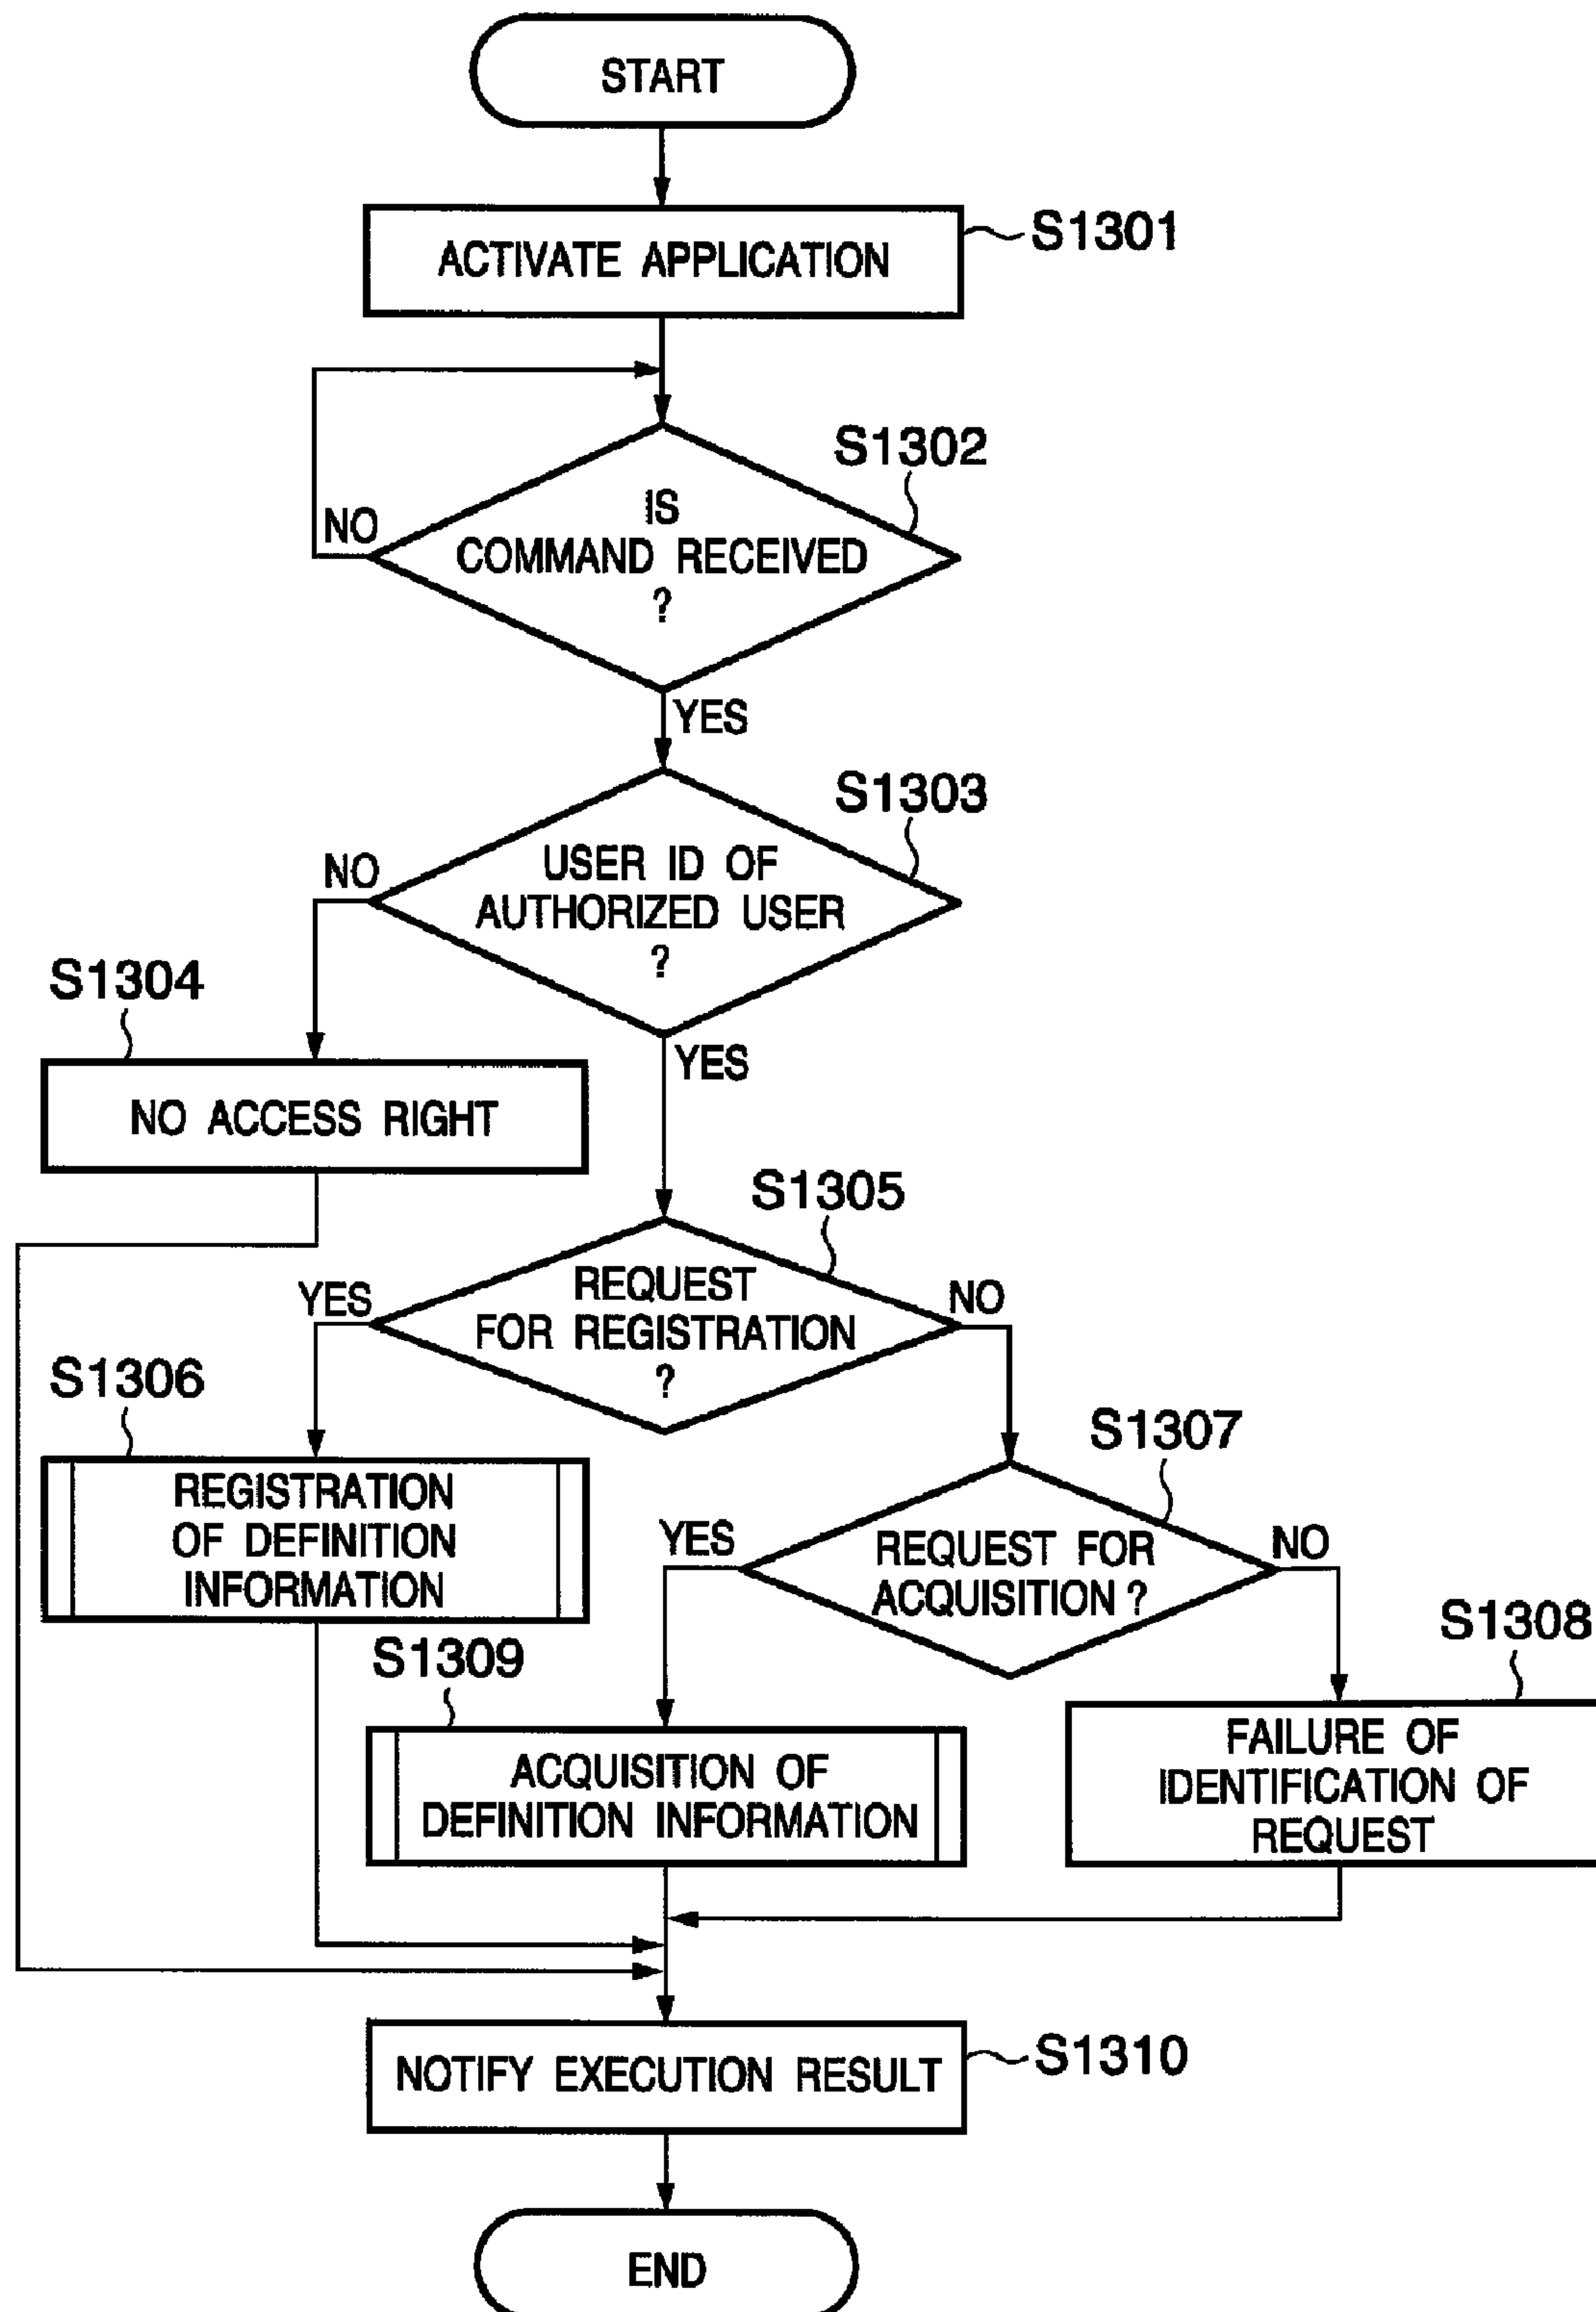 START
ACTIVATE APPLICATION
S1301
S1302
IS
COMMAND RECEIVED
?
NO
YES
S1303
USER ID OF
AUTHORIZED USER
?
NO
YES
S1304
NO ACCESS RIGHT
S1305
REQUEST
FOR REGISTRATION
?
YES
NO
S1306
REGISTRATION
OF DEFINITION
INFORMATION
S1307
REQUEST FOR
ACQUISITION ?
YES
NO
S1308
FAILURE OF
IDENTIFICATION OF
REQUEST
S1309
ACQUISITION OF
DEFINITION INFORMATION
NOTIFY EXECUTION RESULT
S1310
END